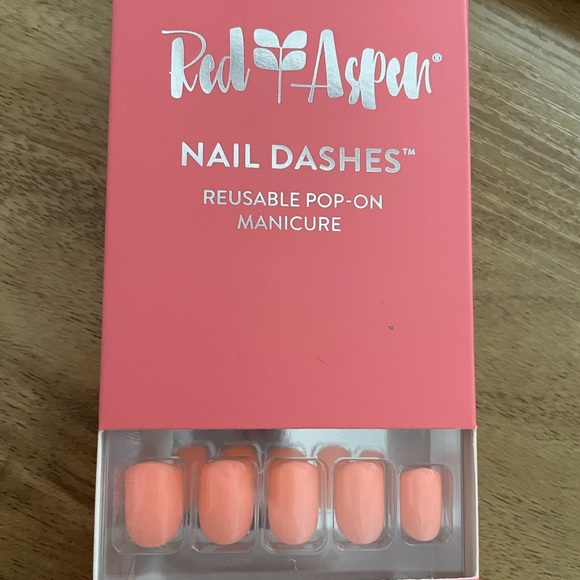 Red Aspen®
NAIL DASHES™
REUSABLE POP-ON
MANICURE